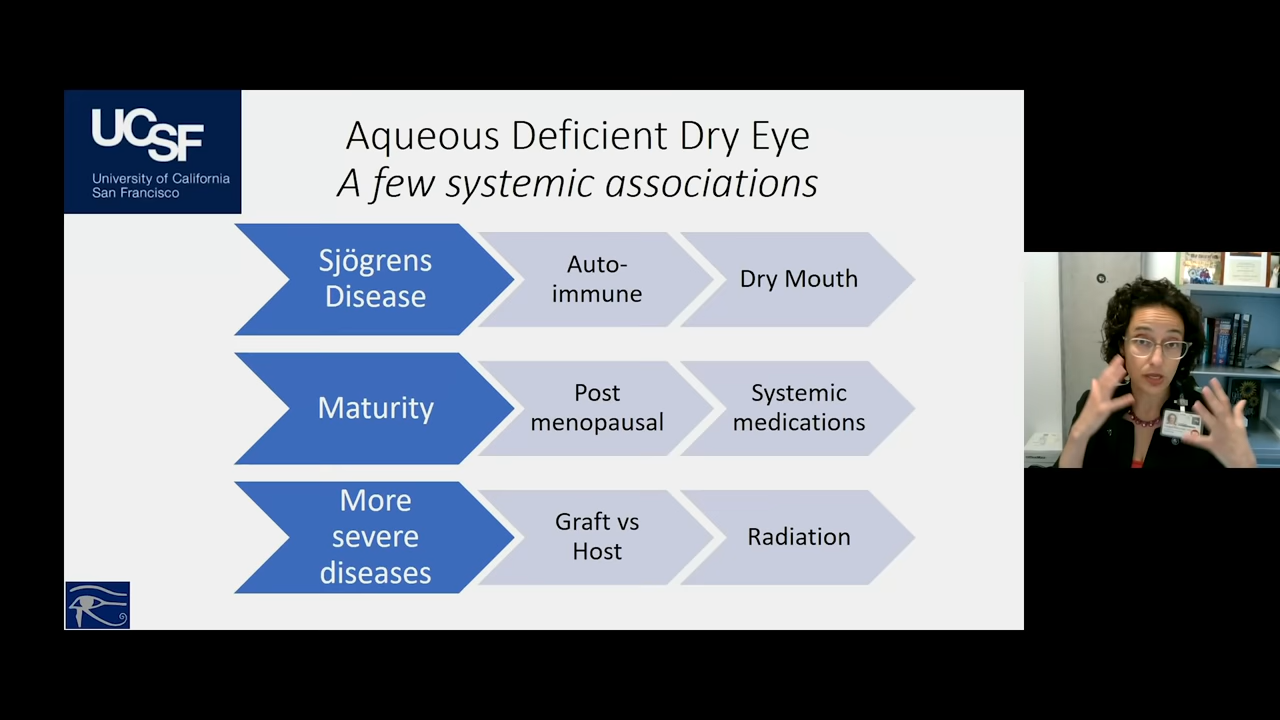 UCSF
University of California
San Francisco
Aqueous Deficient Dry Eye
A few systemic associations
Sjögrens
Disease
Auto-
immune
Dry Mouth
Maturity
Post
menopausal
Systemic
medications
More
severe
diseases
Graft vs
Host
Radiation